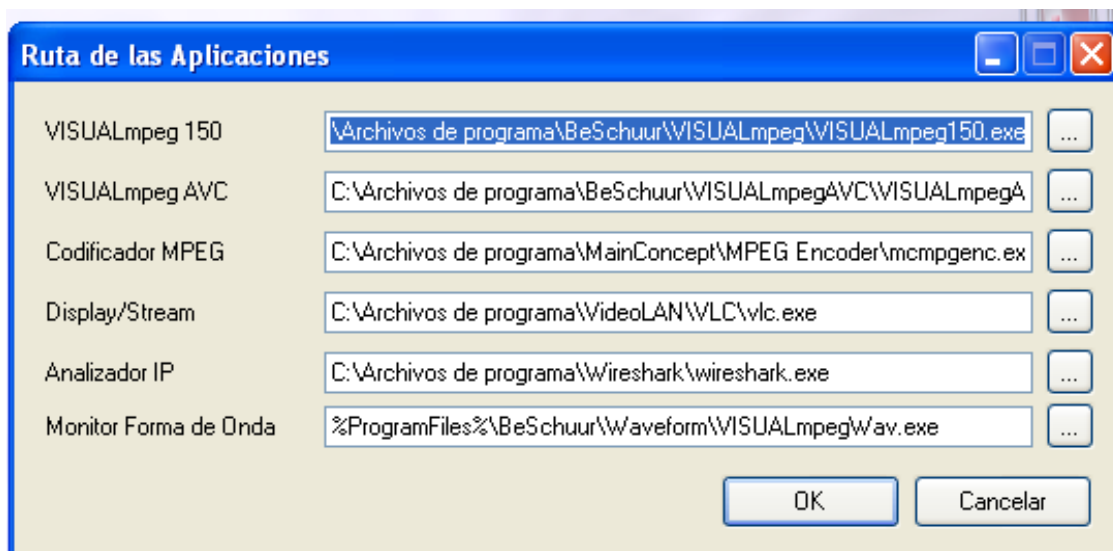 Ruta de las Aplicaciones
VISUALmpeg 150 \Archivos de programa\BeSchuur\VISUALmpeg\VISUALmpeg150.exe ...
VISUALmpeg AVC C:\Archivos de programa\BeSchuur\VISUALmpegAVC\VISUALmpegA ...
Codificador MPEG C:\Archivos de programa\MainConcept\MPEG Encoder\mcmpgenc.ex ...
Display/Stream C:\Archivos de programa\VideoLAN\VLC\vlc.exe ...
Analizador IP C:\Archivos de programa\Wireshark\wireshark.exe ...
Monitor Forma de Onda %ProgramFiles%\BeSchuur\Waveform\VISUALmpegWav.exe ...
OK Cancelar